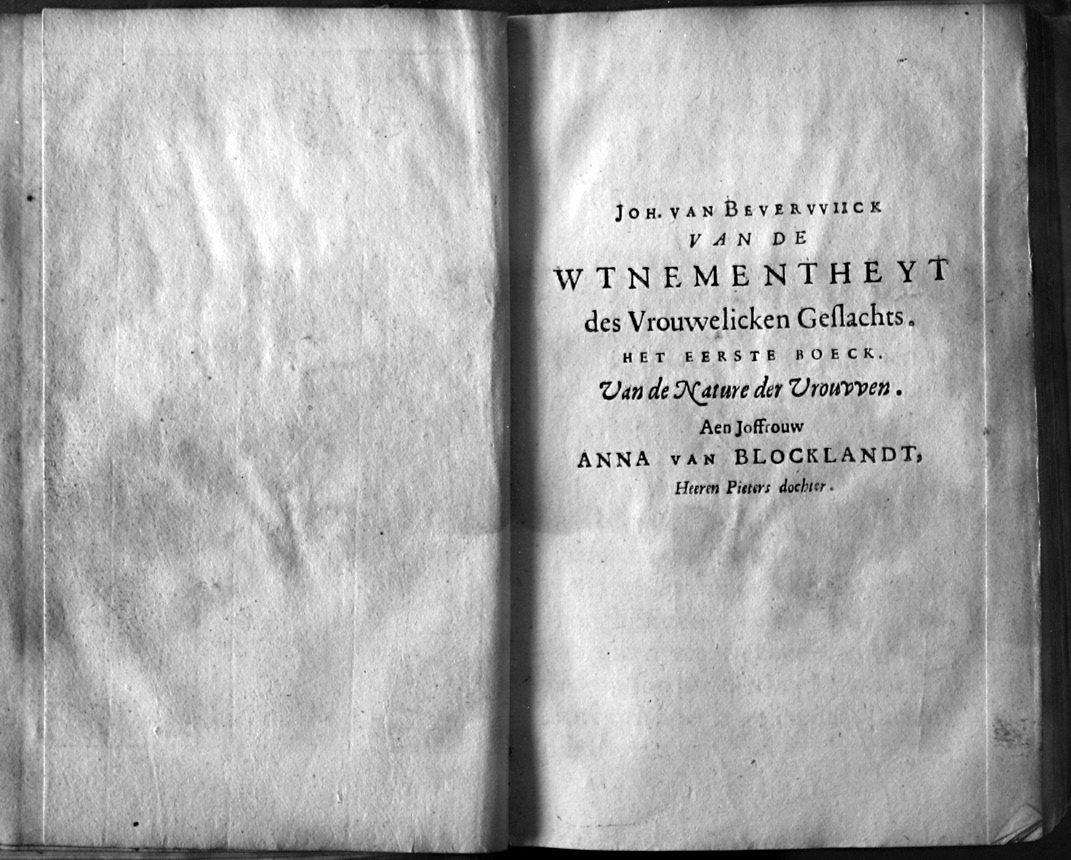 JOH. VAN BEVERVVIICK
VAN DE
WTNEMENTHEYT
des Vrouwelicken Geſlachts.
HET EERSTE BOECK.
Van de Nature der Vrouvven.
Aen Joffrouw
ANNA VAN BLOCKLANDT,
Heeren Pieters dochter.